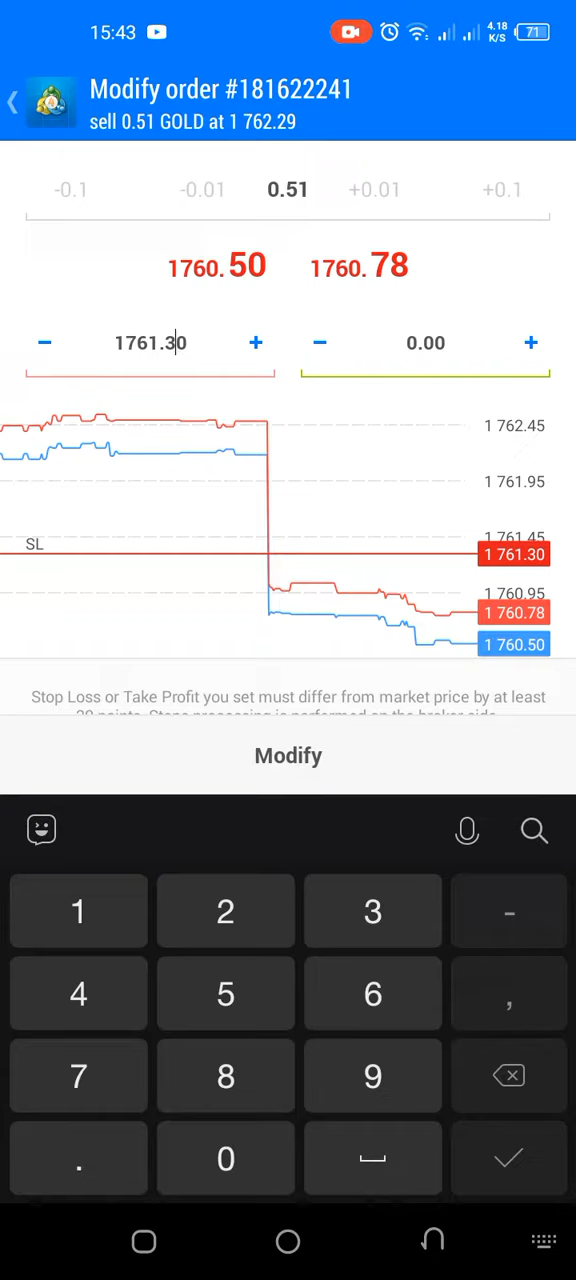 15:43
4.18
K/S
71
Modify order #181622241
sell 0.51 GOLD at 1 762.29
-0.1 -0.01 0.51 +0.01 +0.1
1760.50 1760.78
− 1761.30 + − 0.00 +
1 762.45
1 761.95
SL
1 761.45
1 761.30
1 760.95
1 760.78
1 760.50
Stop Loss or Take Profit you set must differ from market price by at least
Modify
1 2 3 -
4 5 6 ,
7 8 9
. 0